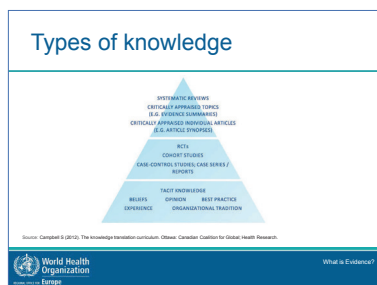 Types of knowledge
SYSTEMATIC REVIEWS
CRITICALLY APPRAISED TOPICS
(E.G. EVIDENCE SUMMARIES)
CRITICALLY APPRAISED INDIVIDUAL ARTICLES
(E.G. ARTICLE SYNOPSES)
RCTs
COHORT STUDIES
CASE-CONTROL STUDIES; CASE SERIES /
REPORTS
TACIT KNOWLEDGE
BELIEFS OPINION BEST PRACTICE
EXPERIENCE ORGANIZATIONAL TRADITION
Source: Campbell S (2012). The knowledge translation curriculum. Ottawa: Canadian Coalition for Global; Health Research.
World Health
Organization
Europe
What is Evidence?